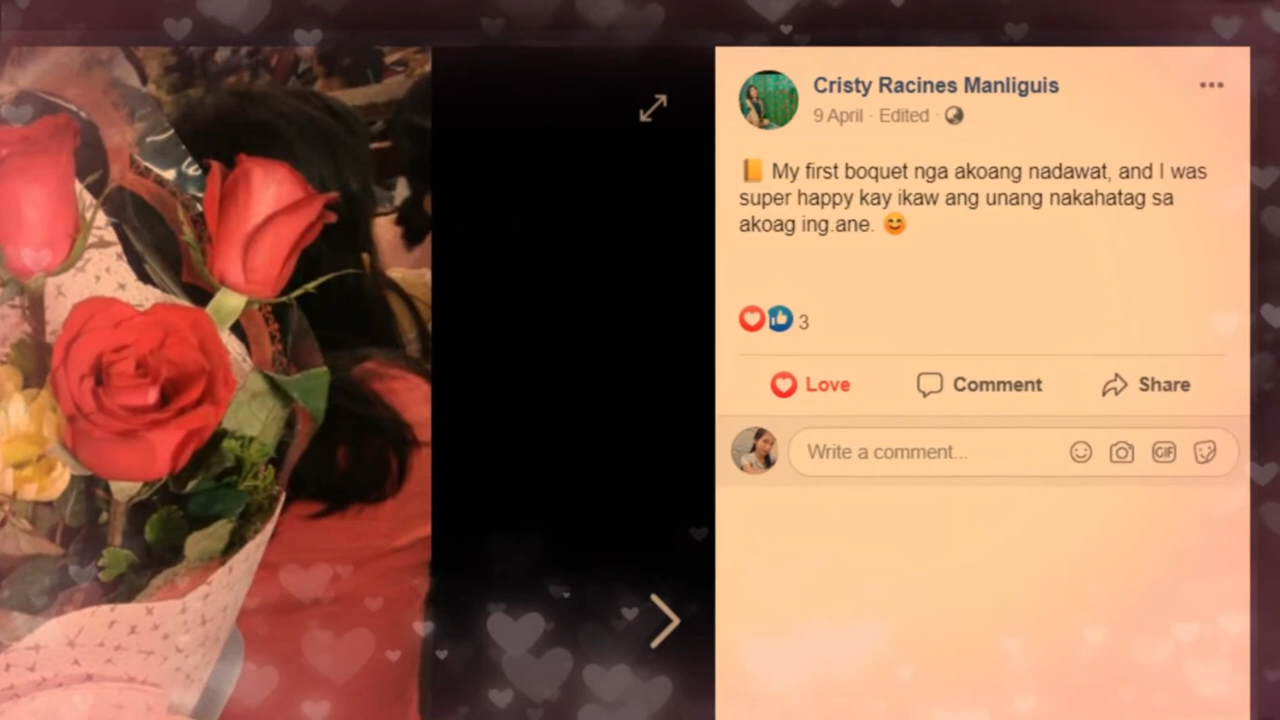 Cristy Racines Manliguis
9 April · Edited ·
📙 My first boquet nga akoang nadawat, and I was
super happy kay ikaw ang unang nakahatag sa
akoag ing.ane. 😊
3
Love Comment Share
Write a comment... GIF